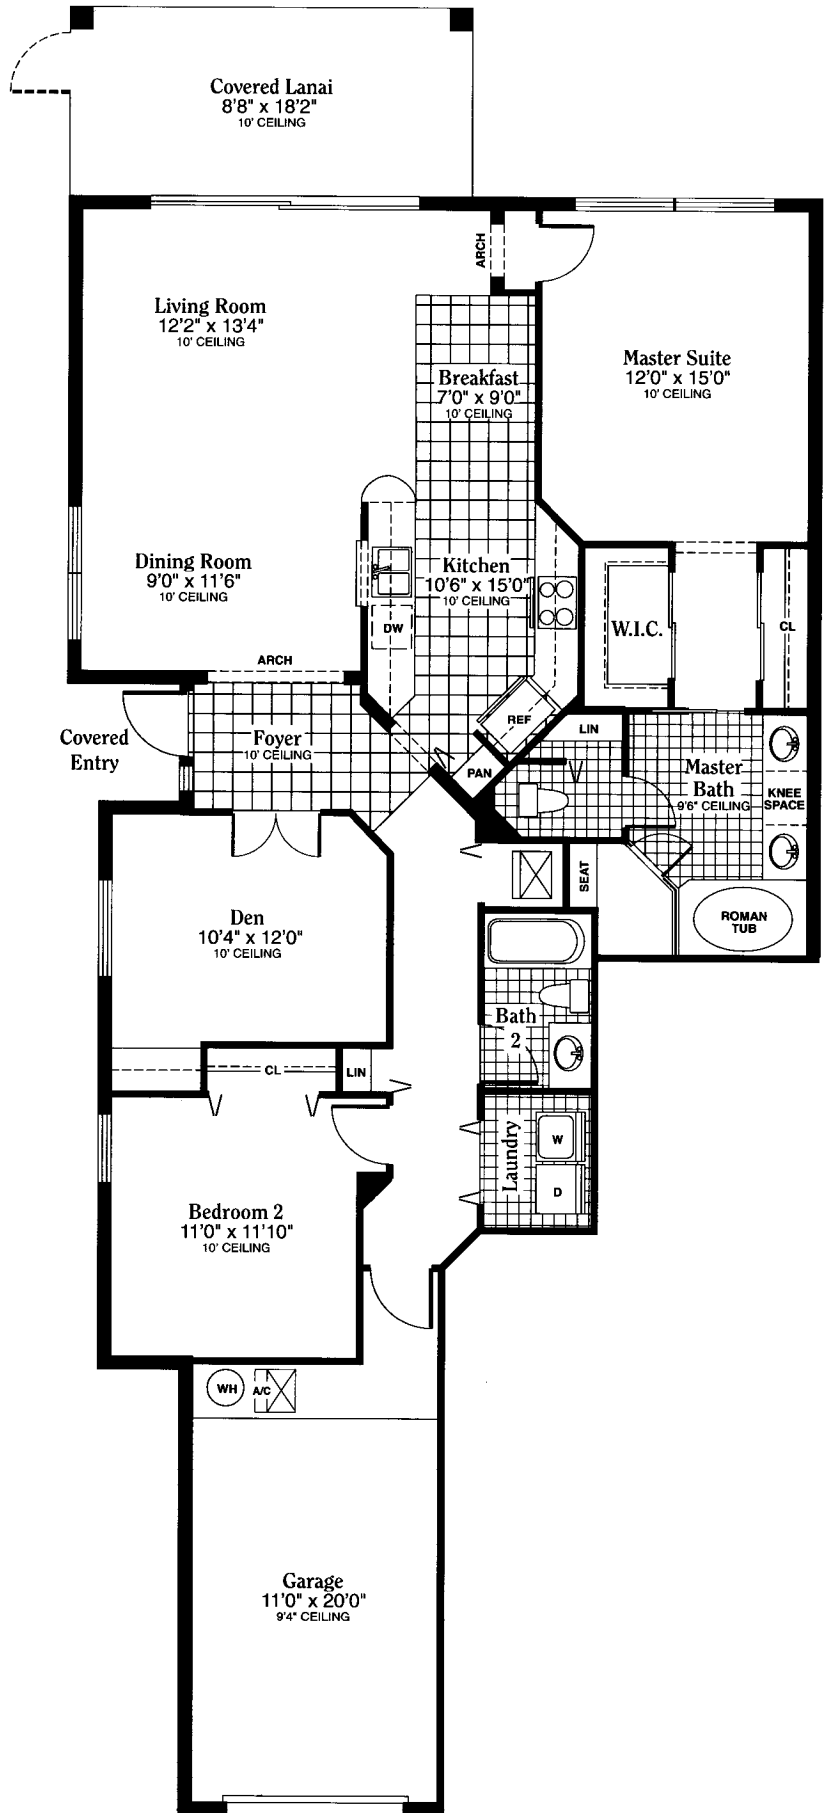 Covered Lanai
8'8" x 18'2"
10' CEILING
ARCH
Living Room
12'2" x 13'4"
10' CEILING
Master Suite
12'0" x 15'0"
10' CEILING
Breakfast
7'0" x 9'0"
10' CEILING
Dining Room
9'0" x 11'6"
10' CEILING
Kitchen
10'6" x 15'0"
10' CEILING
DW
W.I.C.
CL
ARCH
REF
LIN
Covered
Entry
Foyer
10' CEILING
PAN
Master
Bath
9'6" CEILING
KNEE
SPACE
SEAT
ROMAN
TUB
Den
10'4" x 12'0"
10' CEILING
Bath
2
CL
LIN
Laundry
W
D
Bedroom 2
11'0" x 11'10"
10' CEILING
WH
A/C
Garage
11'0" x 20'0"
9'4" CEILING